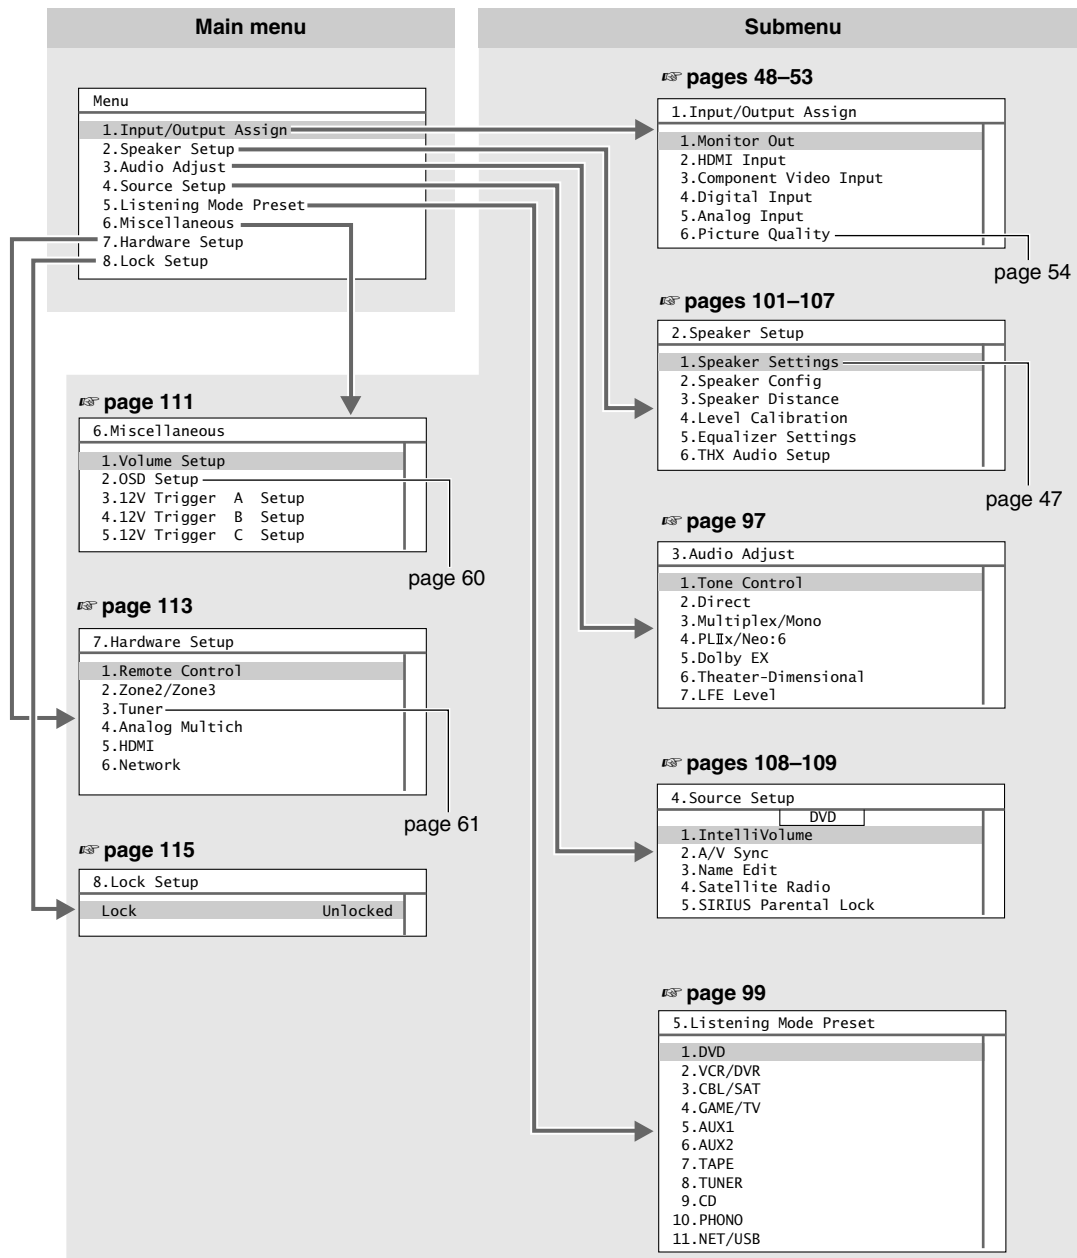 Main menu
Menu
1.Input/Output Assign
2.Speaker Setup
3.Audio Adjust
4.Source Setup
5.Listening Mode Preset
6.Miscellaneous
7.Hardware Setup
8.Lock Setup
☞ page 111
6.Miscellaneous
1.Volume Setup
2.OSD Setup
3.12V Trigger A Setup
4.12V Trigger B Setup
5.12V Trigger C Setup
page 60
☞ page 113
7.Hardware Setup
1.Remote Control
2.Zone2/Zone3
3.Tuner
4.Analog Multich
5.HDMI
6.Network
page 61
☞ page 115
8.Lock Setup
Lock Unlocked
Submenu
☞ pages 48–53
1.Input/Output Assign
1.Monitor Out
2.HDMI Input
3.Component Video Input
4.Digital Input
5.Analog Input
6.Picture Quality
page 54
☞ pages 101–107
2.Speaker Setup
1.Speaker Settings
2.Speaker Config
3.Speaker Distance
4.Level Calibration
5.Equalizer Settings
6.THX Audio Setup
page 47
☞ page 97
3.Audio Adjust
1.Tone Control
2.Direct
3.Multiplex/Mono
4.PLⅡx/Neo:6
5.Dolby EX
6.Theater-Dimensional
7.LFE Level
☞ pages 108–109
4.Source Setup
DVD
1.IntelliVolume
2.A/V Sync
3.Name Edit
4.Satellite Radio
5.SIRIUS Parental Lock
☞ page 99
5.Listening Mode Preset
1.DVD
2.VCR/DVR
3.CBL/SAT
4.GAME/TV
5.AUX1
6.AUX2
7.TAPE
8.TUNER
9.CD
10.PHONO
11.NET/USB